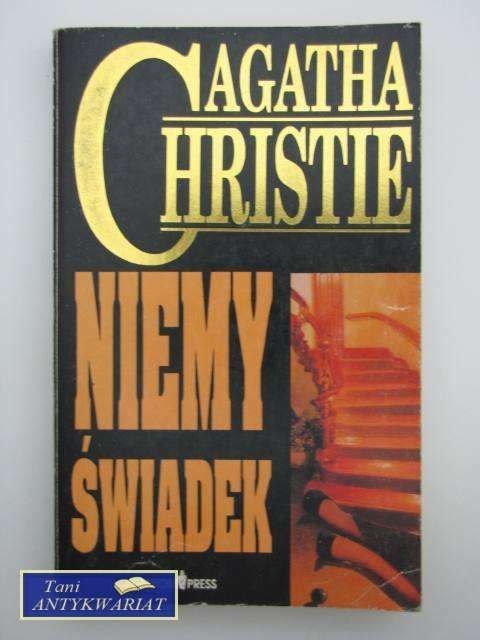 AGATHA
CHRISTIE
NIEMY
ŚWIADEK
PRESS
Tani
ANTYKWARIAT